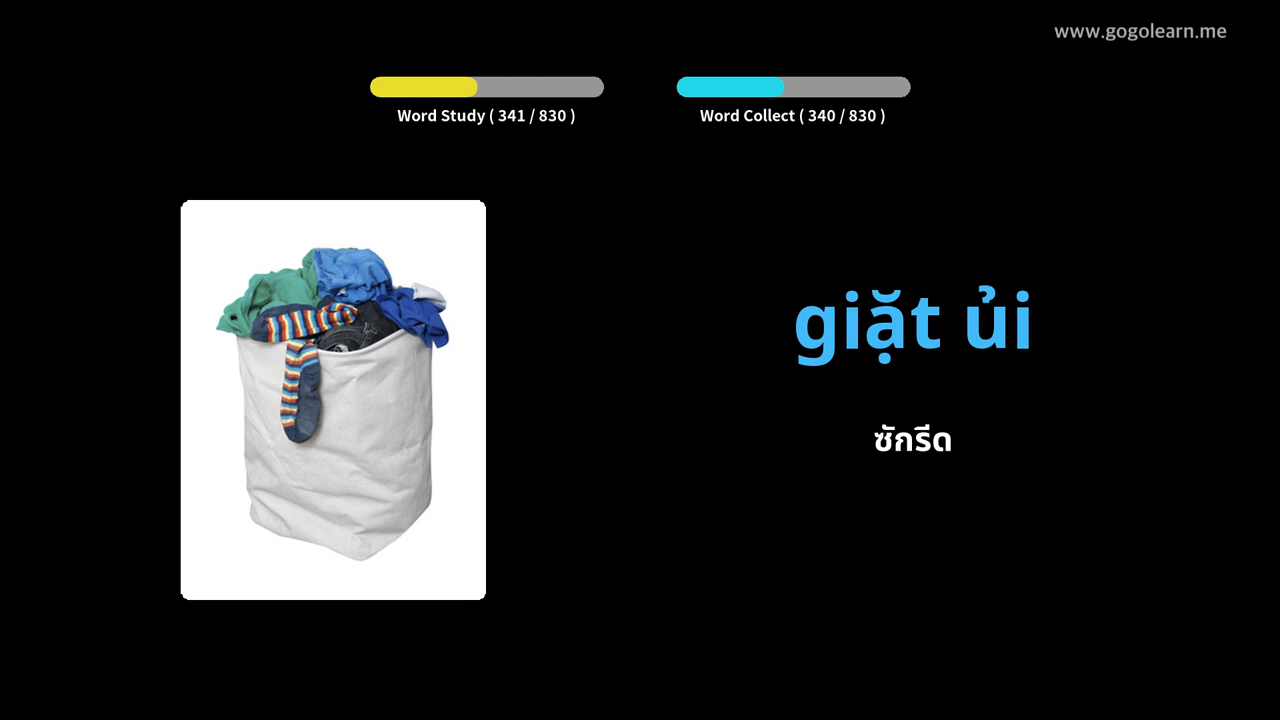 www.gogolearn.me
Word Study ( 341 / 830 )
Word Collect ( 340 / 830 )
giặt ủi
ซักรีด